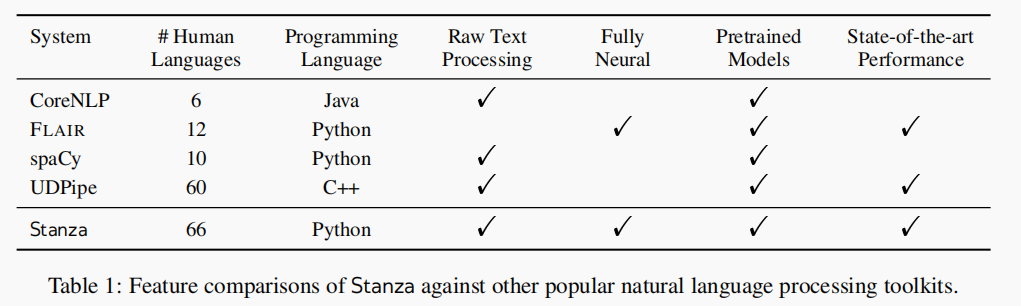 System # Human Languages Programming Language Raw Text Processing Fully Neural Pretrained Models State-of-the-art Performance
CoreNLP 6 Java ✓ ✓
FLAIR 12 Python ✓ ✓ ✓
spaCy 10 Python ✓ ✓
UDPipe 60 C++ ✓ ✓ ✓
Stanza 66 Python ✓ ✓ ✓ ✓
Table 1: Feature comparisons of Stanza against other popular natural language processing toolkits.